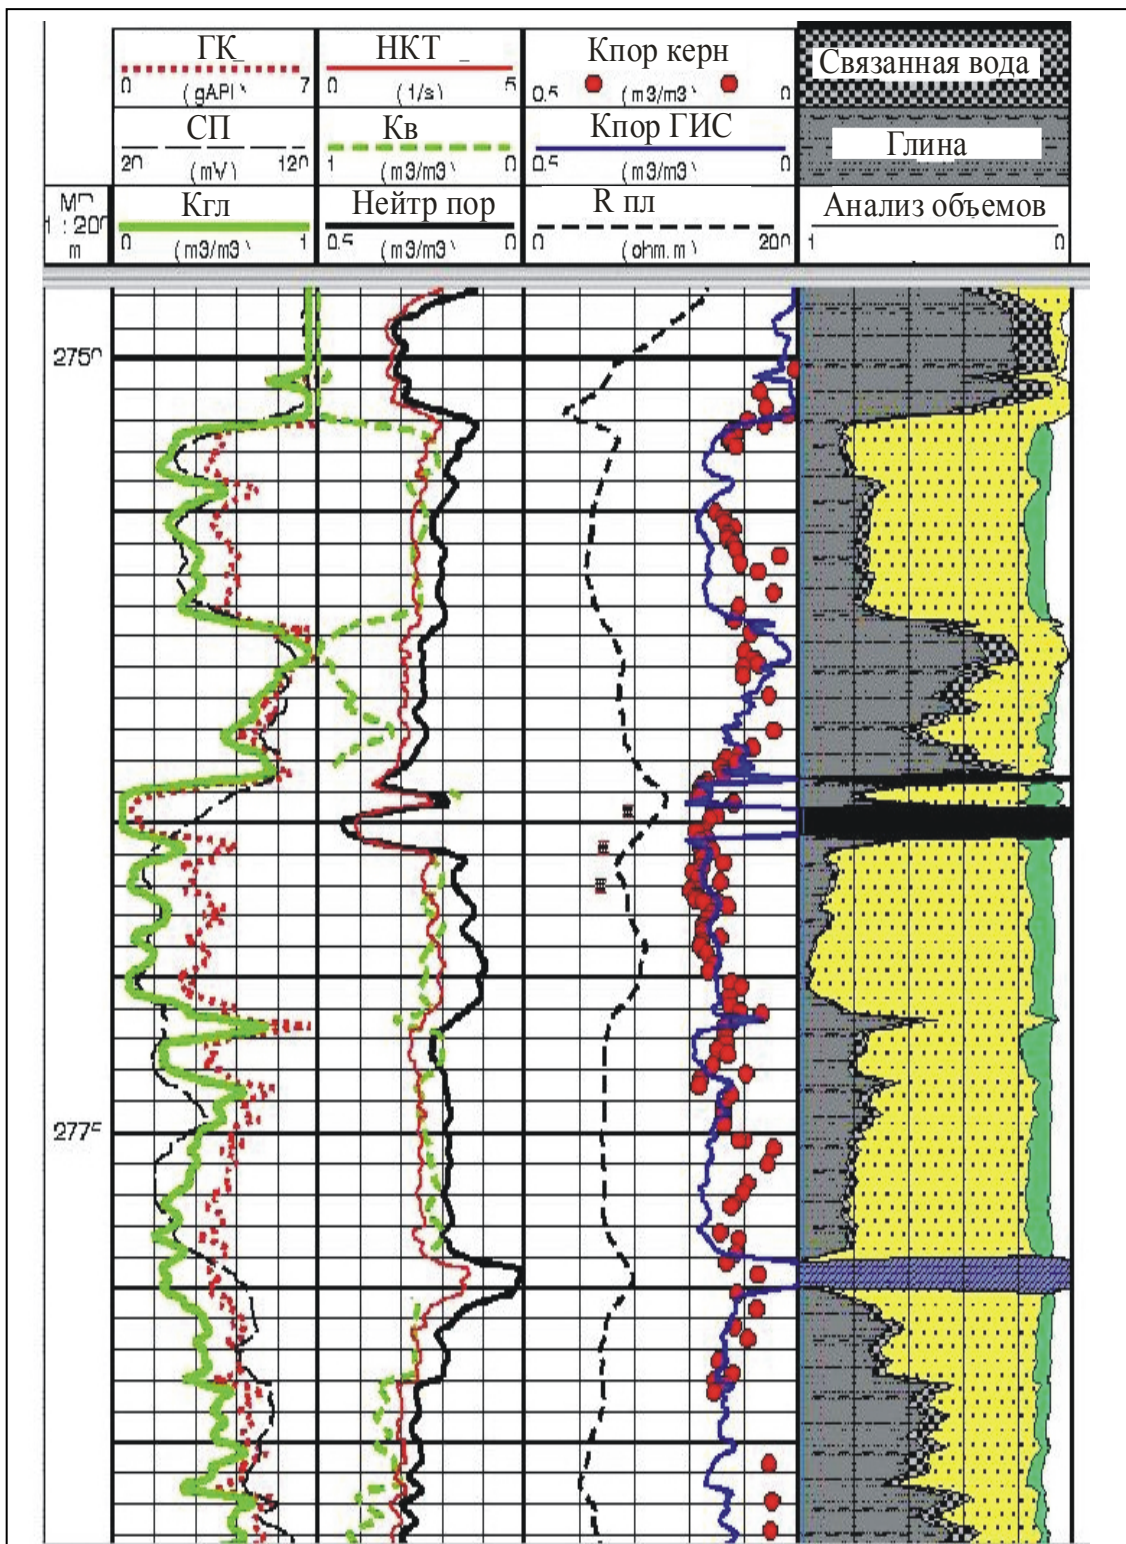 ГК
0 7
(gAPI)
СП
20 120
(mV)
Кгл
0 1
(m3/m3)
НКТ
0 5
(1/s)
Кв
1 0
(m3/m3)
Нейтр пор
0.5 0
(m3/m3)
Кпор керн
0.5 0
(m3/m3)
Кпор ГИС
0.5 0
(m3/m3)
R пл
0 200
(ohm.m)
Связанная вода
Глина
Анализ объемов
1 0
1 : 200
m
2750
2775